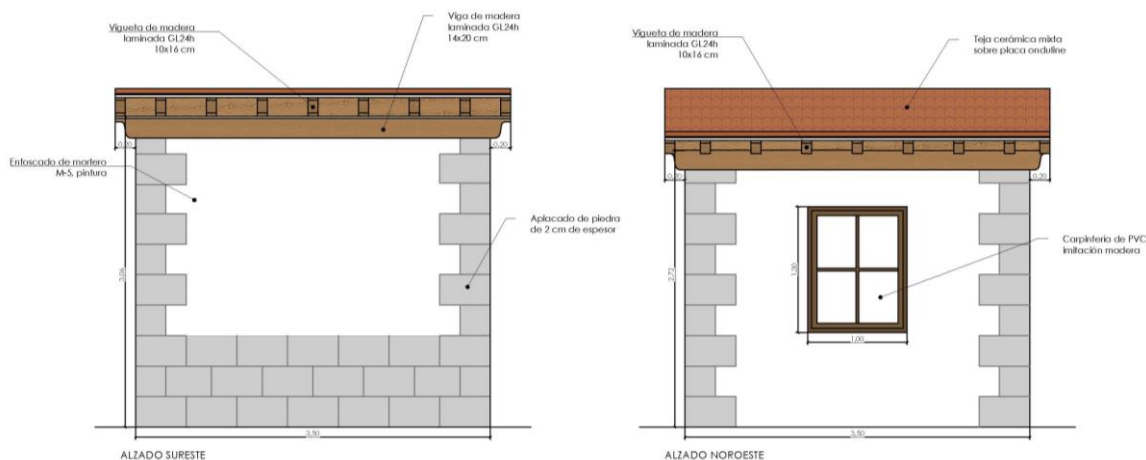 Vigueta de madera
laminada GL24h
10x16 cm
Viga de madera
laminada GL24h
14x20 cm
0,20
0,20
Enfoscado de mortero
M-5, pintura
Aplacado de piedra
de 2 cm de espesor
3,06
3,50
ALZADO SURESTE
Vigueta de madera
laminada GL24h
10x16 cm
Teja cerámica mixta
sobre placa onduline
0,20
0,20
2,72
1,30
1,00
Carpintería de PVC
imitación madera
3,50
ALZADO NOROESTE